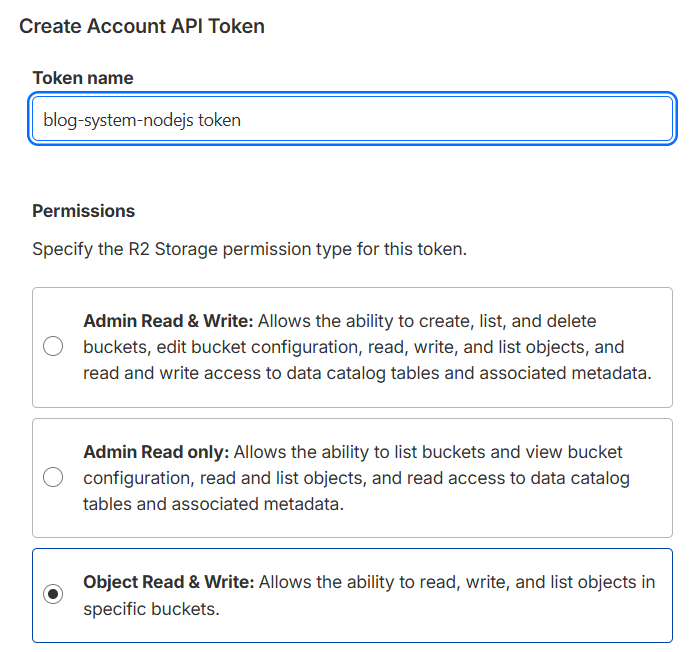 Create Account API Token
Token name
blog-system-nodejs token
Permissions
Specify the R2 Storage permission type for this token.
Admin Read & Write: Allows the ability to create, list, and delete
buckets, edit bucket configuration, read, write, and list objects, and
read and write access to data catalog tables and associated metadata.
Admin Read only: Allows the ability to list buckets and view bucket
configuration, read and list objects, and read access to data catalog
tables and associated metadata.
Object Read & Write: Allows the ability to read, write, and list objects in
specific buckets.